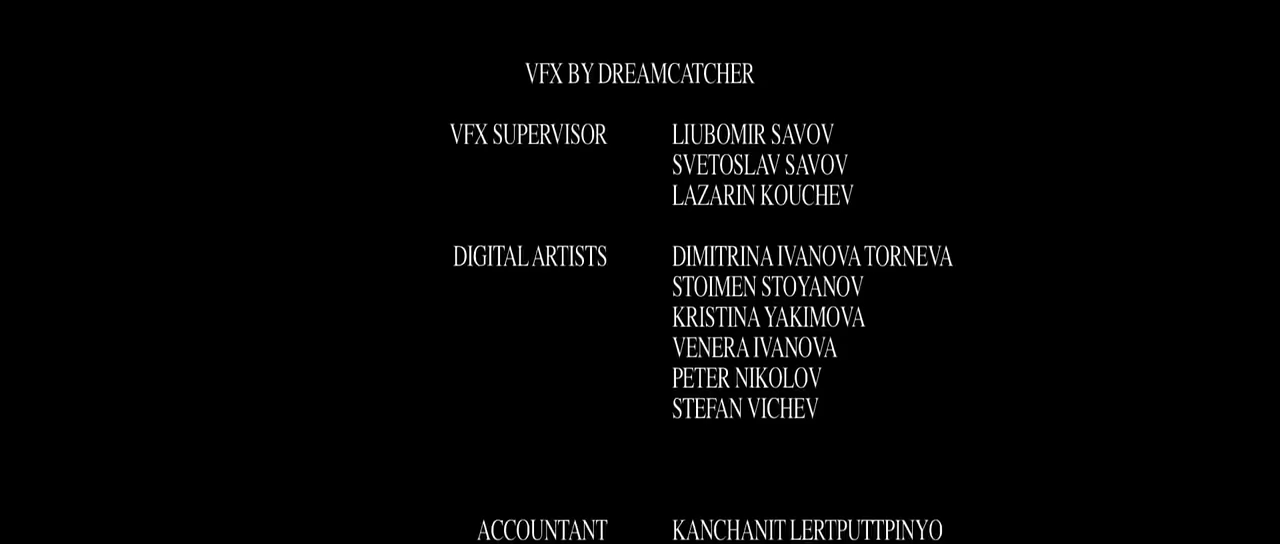 VFX BY DREAMCATCHER
VFX SUPERVISOR LIUBOMIR SAVOV
SVETOSLAV SAVOV
LAZARIN KOUCHEV
DIGITAL ARTISTS DIMITRINA IVANOVA TORNEVA
STOIMEN STOYANOV
KRISTINA YAKIMOVA
VENERA IVANOVA
PETER NIKOLOV
STEFAN VICHEV
ACCOUNTANT KANCHANIT LERTPUTTPINYO